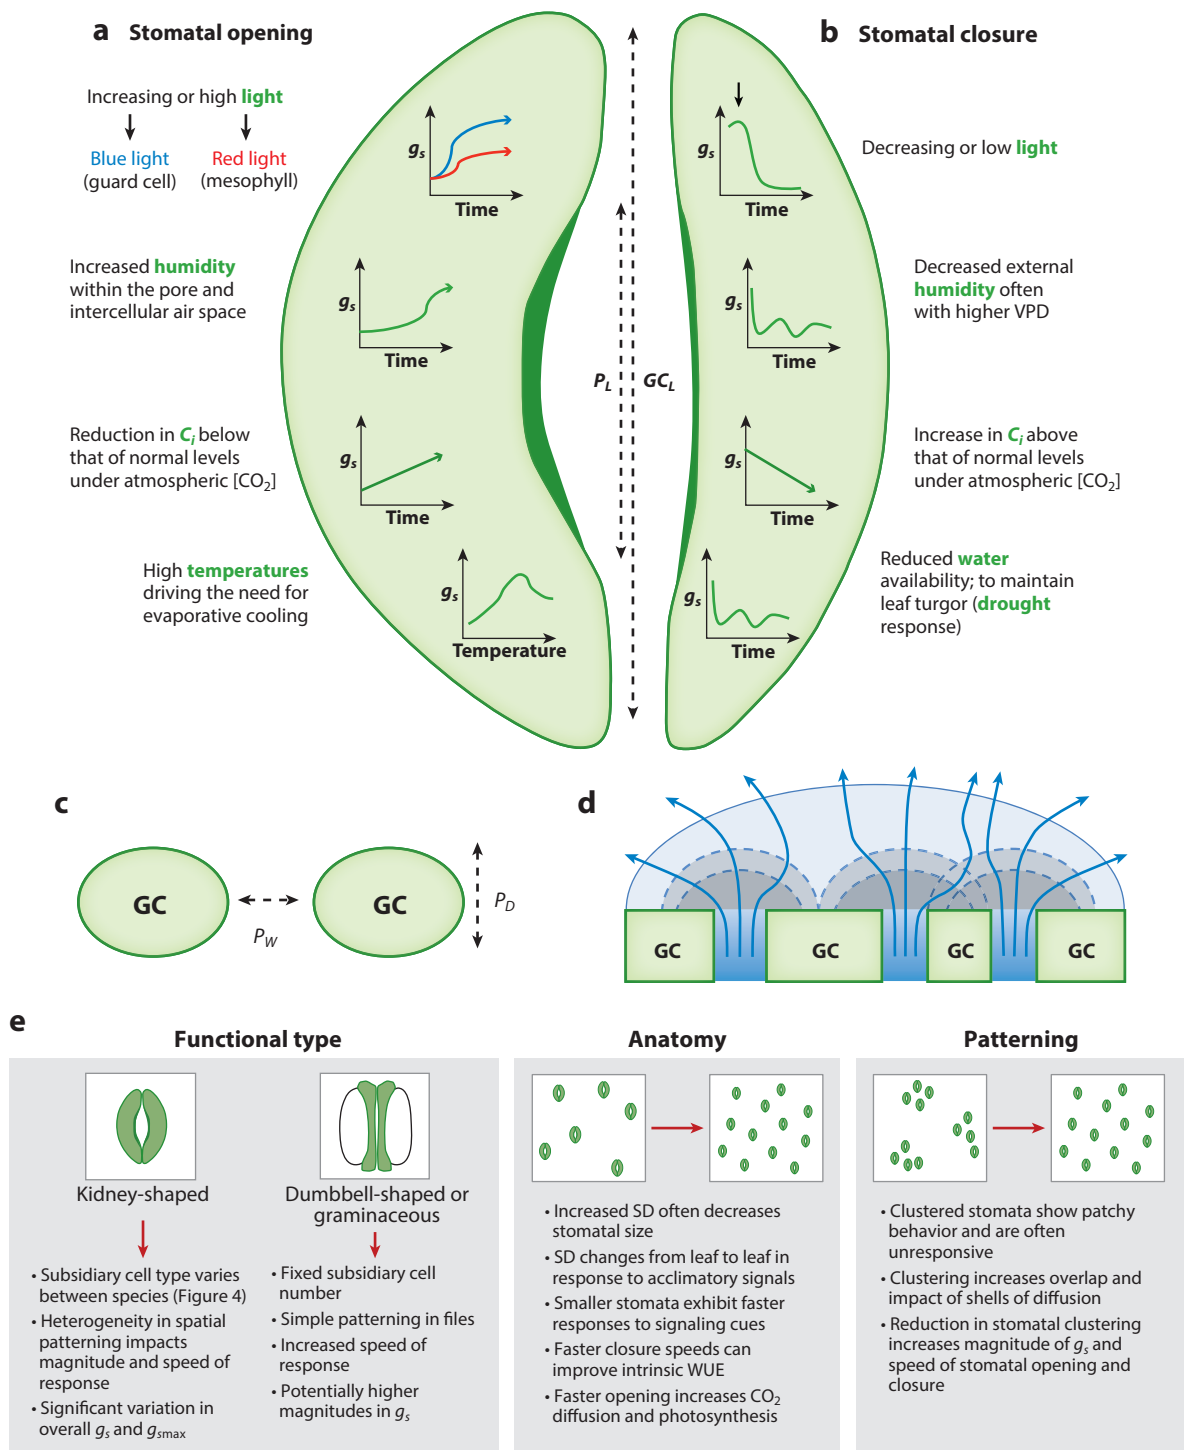 a Stomatal opening
Increasing or high light
Blue light
(guard cell)
Red light
(mesophyll)
gs
Time
Increased humidity
within the pore and
intercellular air space
gs
Time
Reduction in Ci below
that of normal levels
under atmospheric [CO2]
gs
Time
High temperatures
driving the need for
evaporative cooling
gs
Temperature
PL
GCL
b Stomatal closure
gs
Time
Decreasing or low light
gs
Time
Decreased external
humidity often
with higher VPD
gs
Time
Increase in Ci above
that of normal levels
under atmospheric [CO2]
gs
Time
Reduced water
availability; to maintain
leaf turgor (drought
response)
c
GC
PW
GC
PD
d
GC
GC
GC
GC
e
Functional type
Kidney-shaped
• Subsidiary cell type varies
between species (Figure 4)
• Heterogeneity in spatial
patterning impacts
magnitude and speed of
response
• Significant variation in
overall gs and gsmax
Dumbbell-shaped or
graminaceous
• Fixed subsidiary cell
number
• Simple patterning in files
• Increased speed of
response
• Potentially higher
magnitudes in gs
Anatomy
• Increased SD often decreases
stomatal size
• SD changes from leaf to leaf in
response to acclimatory signals
• Smaller stomata exhibit faster
responses to signaling cues
• Faster closure speeds can
improve intrinsic WUE
• Faster opening increases CO2
diffusion and photosynthesis
Patterning
• Clustered stomata show patchy
behavior and are often
unresponsive
• Clustering increases overlap and
impact of shells of diffusion
• Reduction in stomatal clustering
increases magnitude of gs and
speed of stomatal opening and
closure